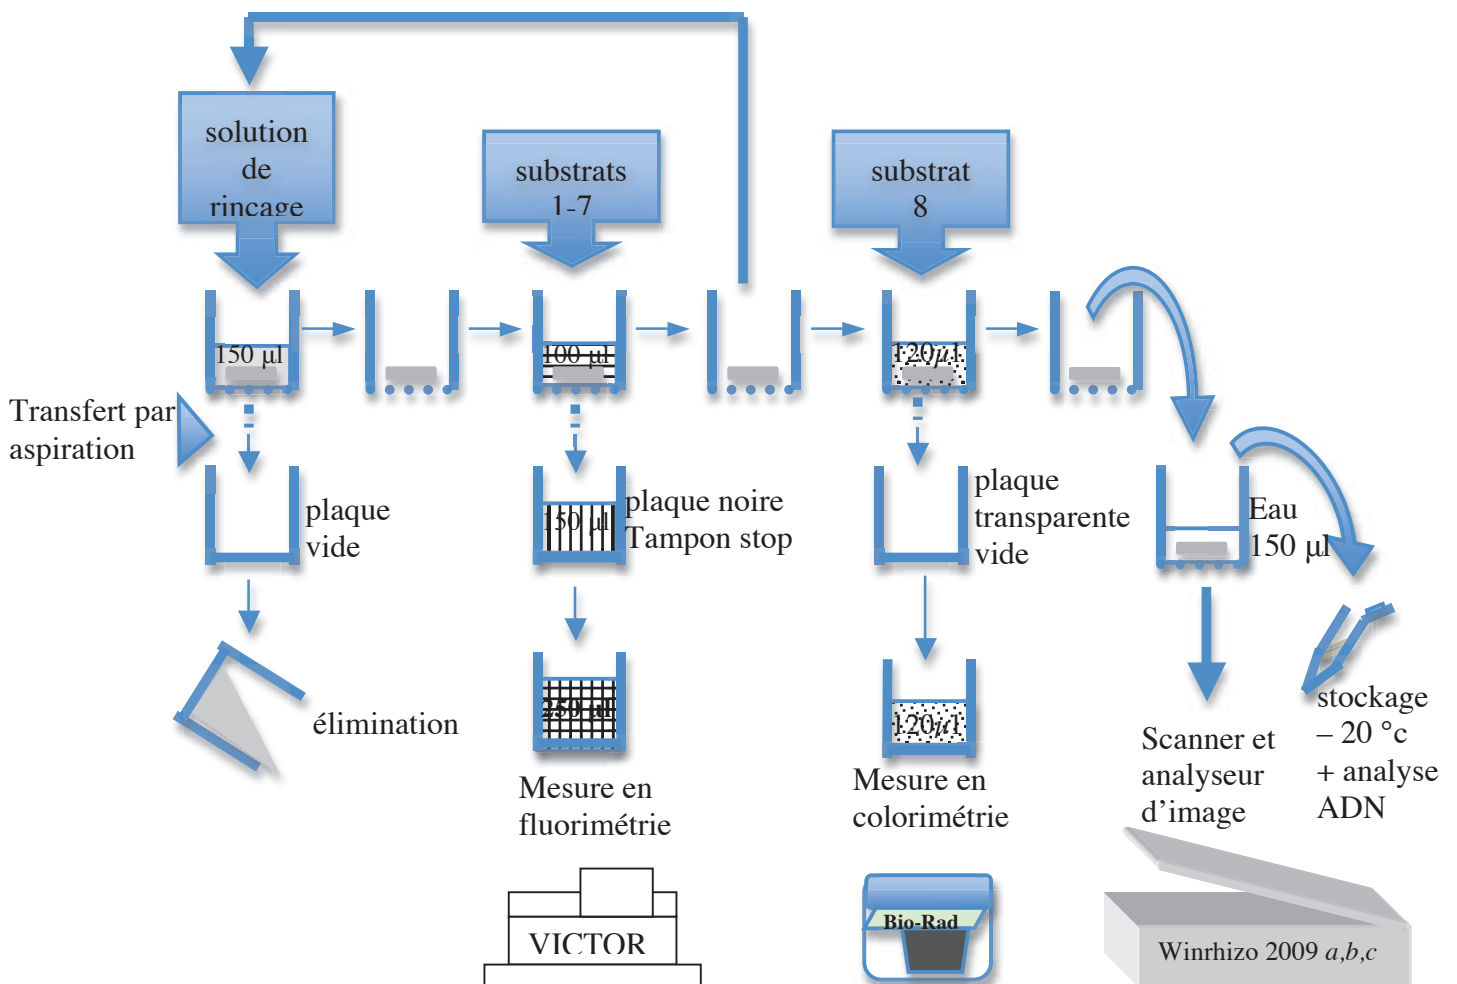 solution
de
rinçage
substrats
1-7
substrat
8
150 µl
100 µl
120µl
Transfert par
aspiration
plaque
vide
150 µl
plaque noire
Tampon stop
plaque
transparente
vide
Eau
150 µl
élimination
250 µl
120µl
stockage
– 20 °c
+ analyse
ADN
Mesure en
fluorimétrie
Mesure en
colorimétrie
Scanner et
analyseur
d’image
VICTOR
Bio-Rad
Winrhizo 2009 a,b,c